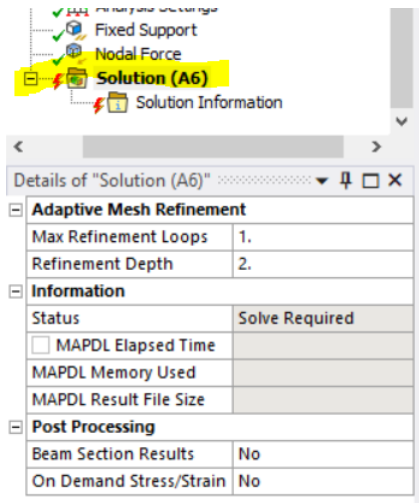 Analysis Settings
Fixed Support
Nodal Force
Solution (A6)
Solution Information
Details of "Solution (A6)"
Adaptive Mesh Refinement
Max Refinement Loops 1.
Refinement Depth 2.
Information
Status Solve Required
MAPDL Elapsed Time
MAPDL Memory Used
MAPDL Result File Size
Post Processing
Beam Section Results No
On Demand Stress/Strain No